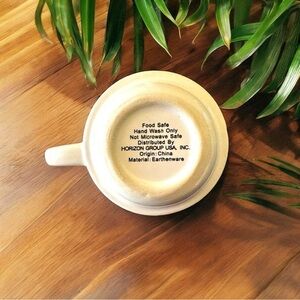 Food Safe
Hand Wash Only
Not Microwave Safe
Distributed By
HORIZON GROUP USA, INC.
Origin: China
Material: Earthenware